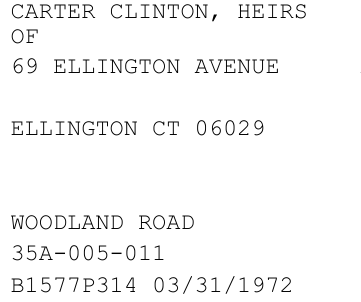 CARTER CLINTON, HEIRS
OF
69 ELLINGTON AVENUE
ELLINGTON CT 06029
WOODLAND ROAD
35A-005-011
B1577P314 03/31/1972